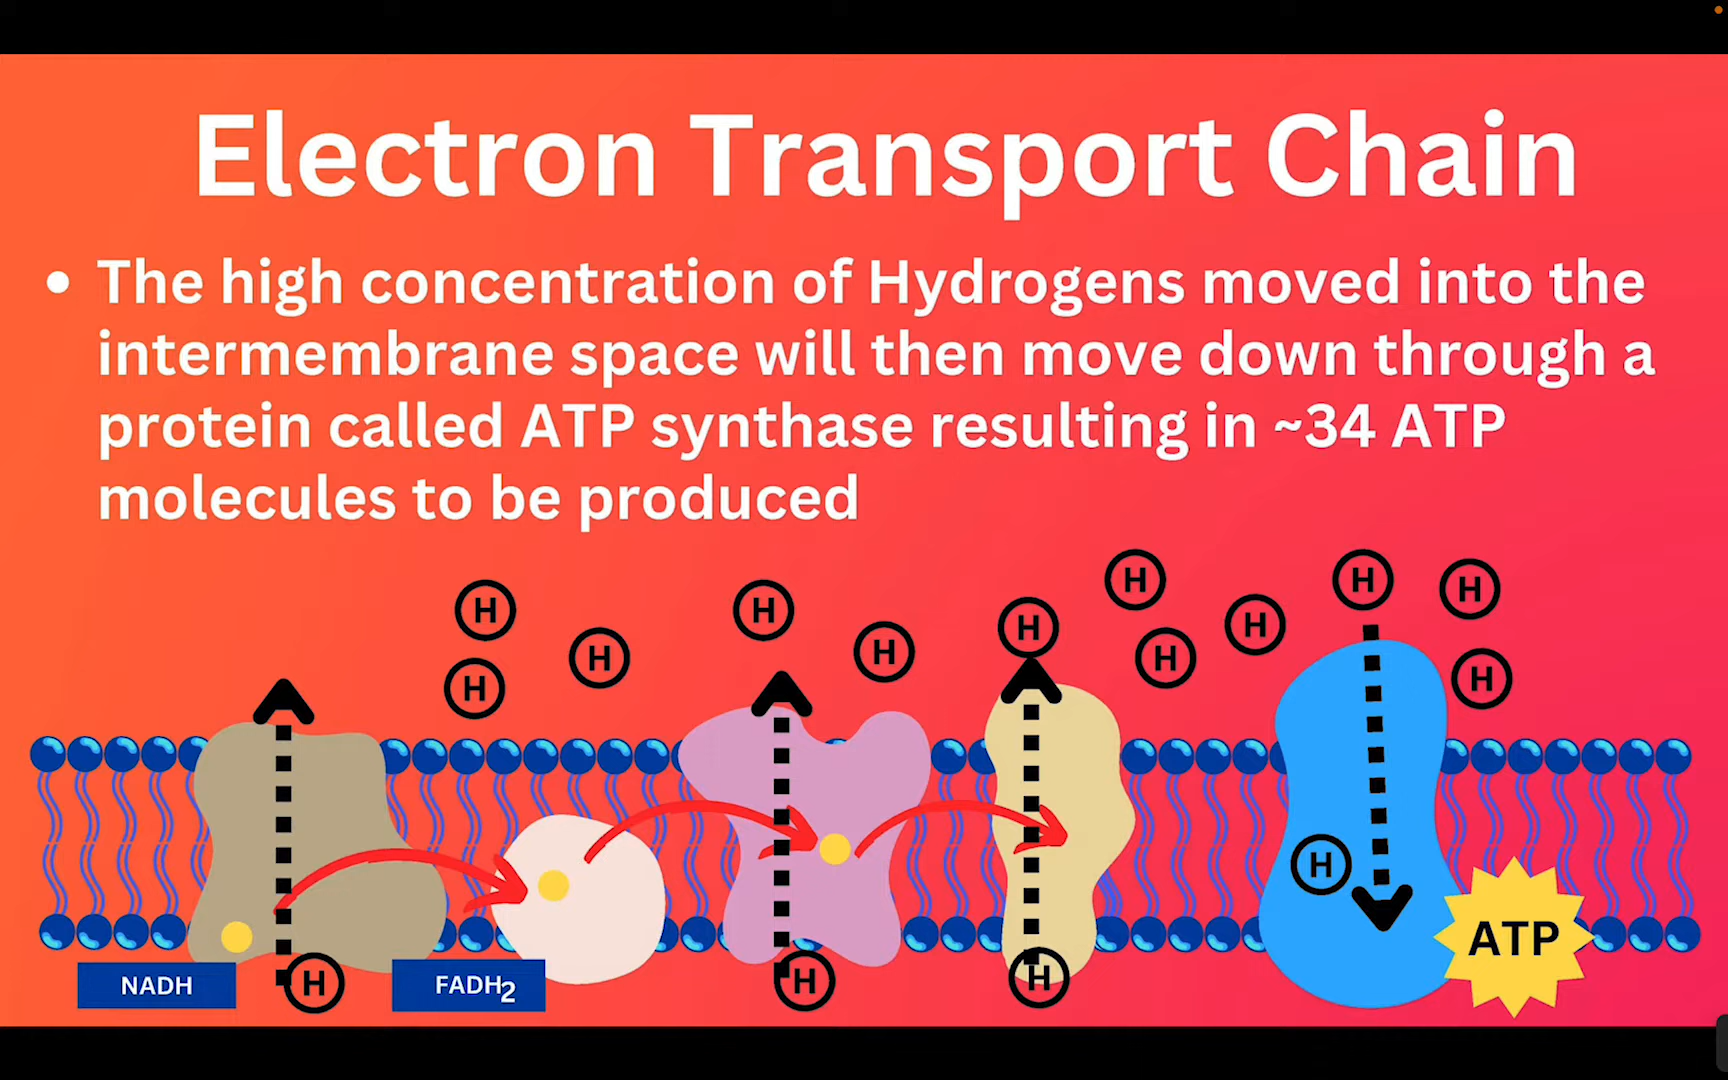 Electron Transport Chain
• The high concentration of Hydrogens moved into the
intermembrane space will then move down through a
protein called ATP synthase resulting in ~34 ATP
molecules to be produced
H H H H H H
H H H H H
H
H
ATP
NADH H FADH2 H H